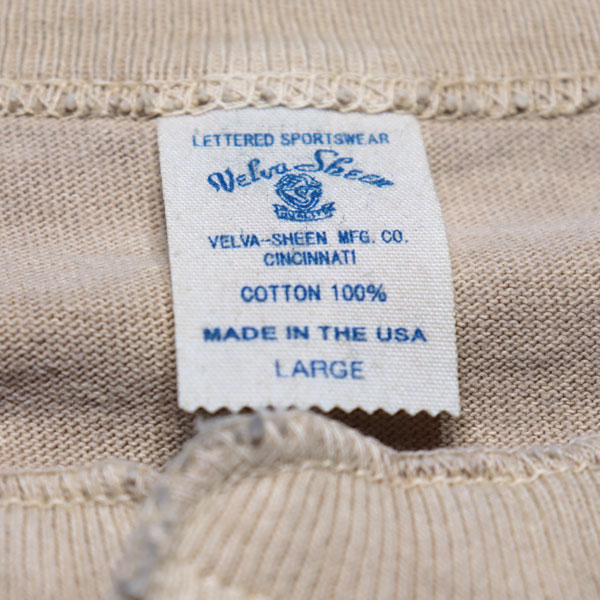 LETTERED SPORTSWEAR
Velva Sheen
VELVA-SHEEN MFG. CO.
CINCINNATI
COTTON 100%
MADE IN THE USA
LARGE